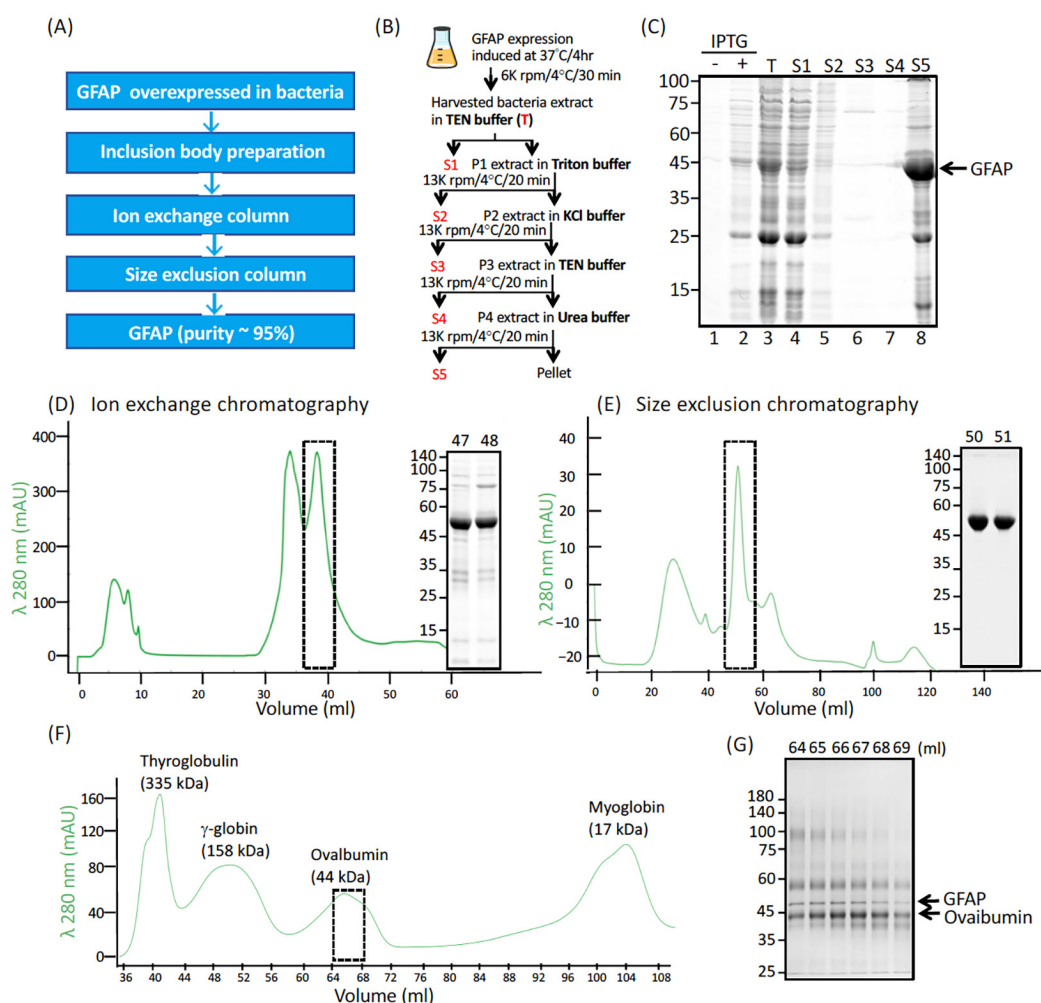 (A)
GFAP overexpressed in bacteria
Inclusion body preparation
Ion exchange column
Size exclusion column
GFAP (purity ~ 95%)
(B)
GFAP expression
induced at 37°C/4hr
6K rpm/4°C/30 min
Harvested bacteria extract
in TEN buffer (T)
S1 P1 extract in Triton buffer
13K rpm/4°C/20 min
S2 P2 extract in KCl buffer
13K rpm/4°C/20 min
S3 P3 extract in TEN buffer
13K rpm/4°C/20 min
S4 P4 extract in Urea buffer
13K rpm/4°C/20 min
S5 Pellet
(C)
IPTG
- + T S1 S2 S3 S4 S5
100
75
60
45
35
25
15
GFAP
1 2 3 4 5 6 7 8
(D) Ion exchange chromatography
λ 280 nm (mAU)
400
300
200
100
0
0 10 20 30 40 50 60
Volume (ml)
47 48
140
100
75
60
45
35
25
15
(E) Size exclusion chromatography
λ 280 nm (mAU)
40
30
20
10
0
−10
−20
0 20 40 60 80 100 120 140
Volume (ml)
50 51
140
100
75
60
45
35
25
15
(F)
λ 280 nm (mAU)
160
120
80
40
0
Thyroglobulin
(335 kDa)
γ-globin
(158 kDa)
Ovalbumin
(44 kDa)
Myoglobin
(17 kDa)
36 40 44 48 52 56 60 64 68 72 76 80 84 88 92 96 100 104 108
Volume (ml)
(G)
64 65 66 67 68 69 (ml)
180
140
100
75
60
45
35
25
GFAP
Ovaibumin